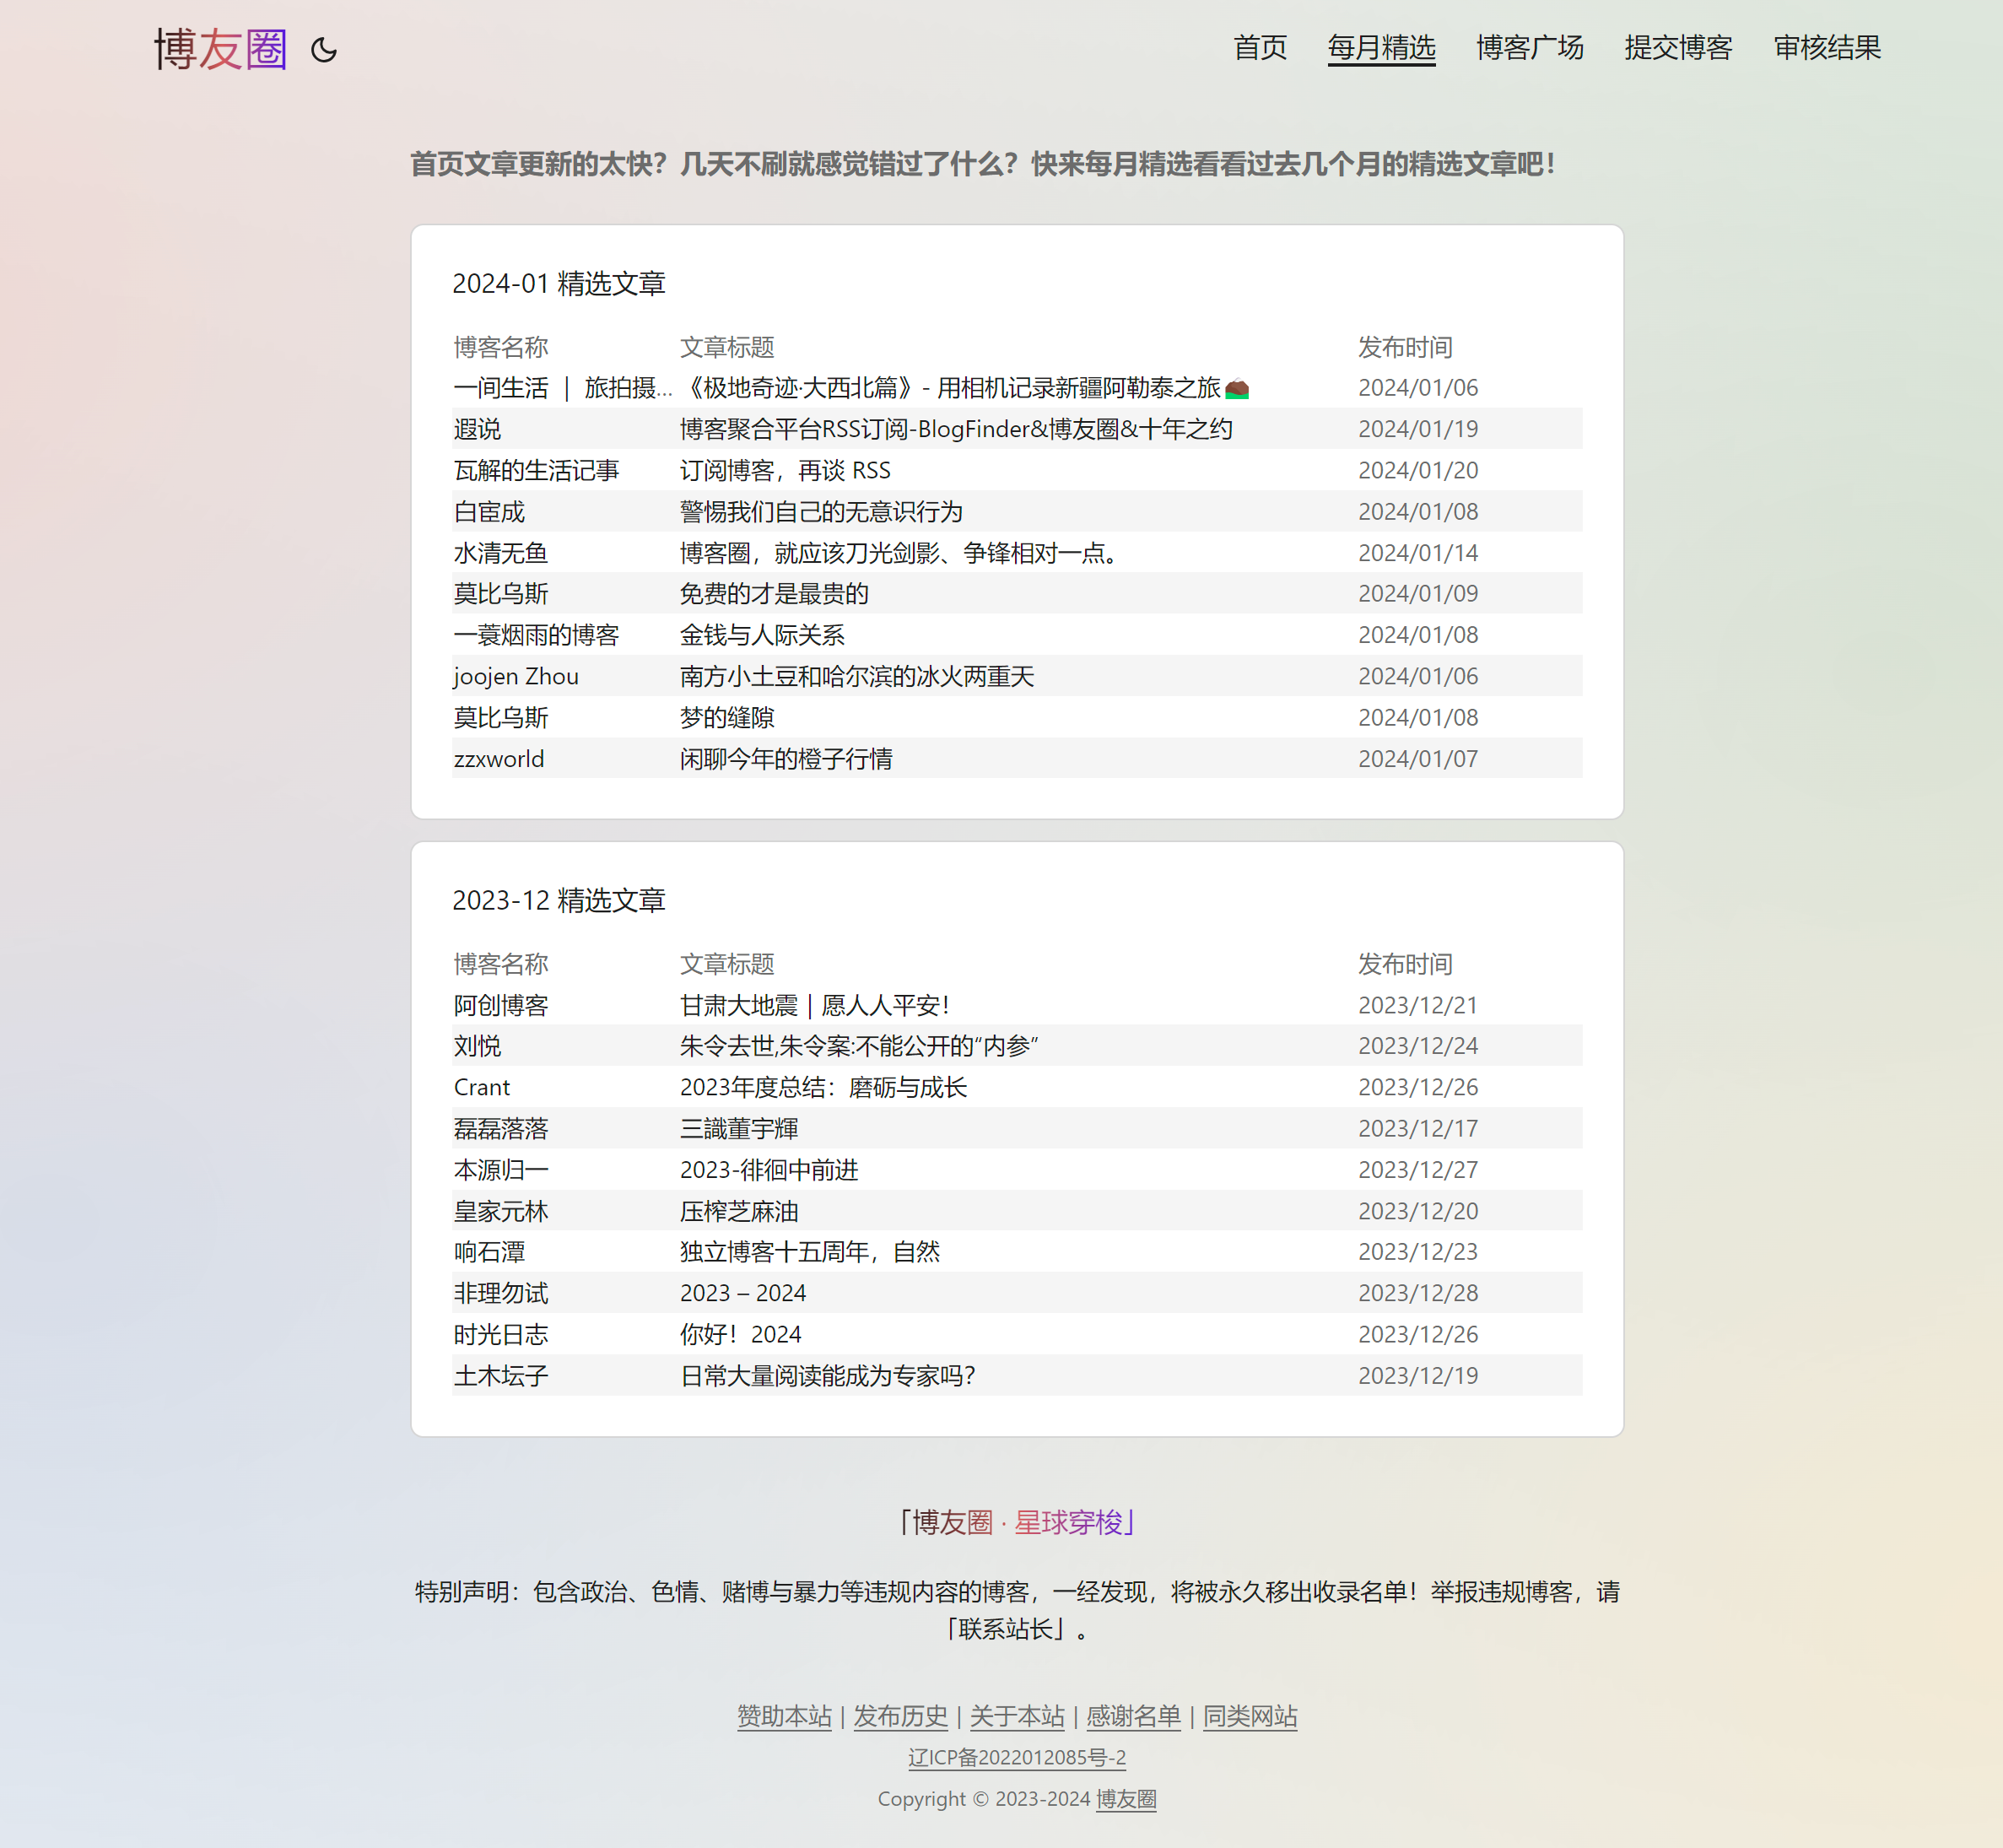 博友圈
首页 每月精选 博客广场 提交博客 审核结果
首页文章更新的太快？几天不刷就感觉错过了什么？快来每月精选看看过去几个月的精选文章吧！
2024-01 精选文章
博客名称 文章标题 发布时间
一间生活 ｜ 旅拍摄... 《极地奇迹·大西北篇》- 用相机记录新疆阿勒泰之旅 2024/01/06
遐说 博客聚合平台RSS订阅-BlogFinder&博友圈&十年之约 2024/01/19
瓦解的生活记事 订阅博客，再谈 RSS 2024/01/20
白宦成 警惕我们自己的无意识行为 2024/01/08
水清无鱼 博客圈，就应该刀光剑影、争锋相对一点。 2024/01/14
莫比乌斯 免费的才是最贵的 2024/01/09
一蓑烟雨的博客 金钱与人际关系 2024/01/08
joojen Zhou 南方小土豆和哈尔滨的冰火两重天 2024/01/06
莫比乌斯 梦的缝隙 2024/01/08
zzxworld 闲聊今年的橙子行情 2024/01/07
2023-12 精选文章
博客名称 文章标题 发布时间
阿创博客 甘肃大地震 | 愿人人平安！ 2023/12/21
刘悦 朱令去世,朱令案:不能公开的“内参” 2023/12/24
Crant 2023年度总结：磨砺与成长 2023/12/26
磊磊落落 三識董宇輝 2023/12/17
本源归一 2023-徘徊中前进 2023/12/27
皇家元林 压榨芝麻油 2023/12/20
响石潭 独立博客十五周年，自然 2023/12/23
非理勿试 2023 – 2024 2023/12/28
时光日志 你好！2024 2023/12/26
土木坛子 日常大量阅读能成为专家吗？ 2023/12/19
「博友圈 · 星球穿梭」
特别声明：包含政治、色情、赌博与暴力等违规内容的博客，一经发现，将被永久移出收录名单！举报违规博客，请
「联系站长」。
赞助本站 | 发布历史 | 关于本站 | 感谢名单 | 同类网站
辽ICP备2022012085号-2
Copyright © 2023-2024 博友圈